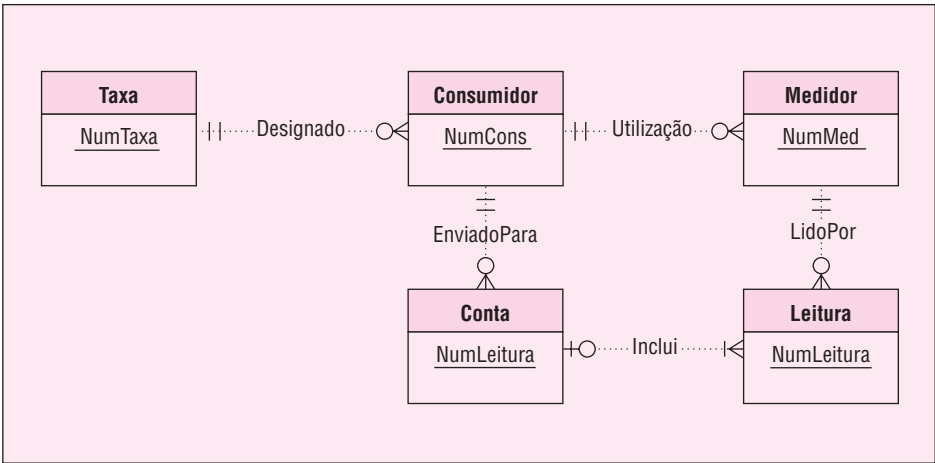 Taxa
NumTaxa
Designado
Consumidor
NumCons
Utilização
Medidor
NumMed
EnviadoPara
LidoPor
Conta
NumLeitura
Inclui
Leitura
NumLeitura